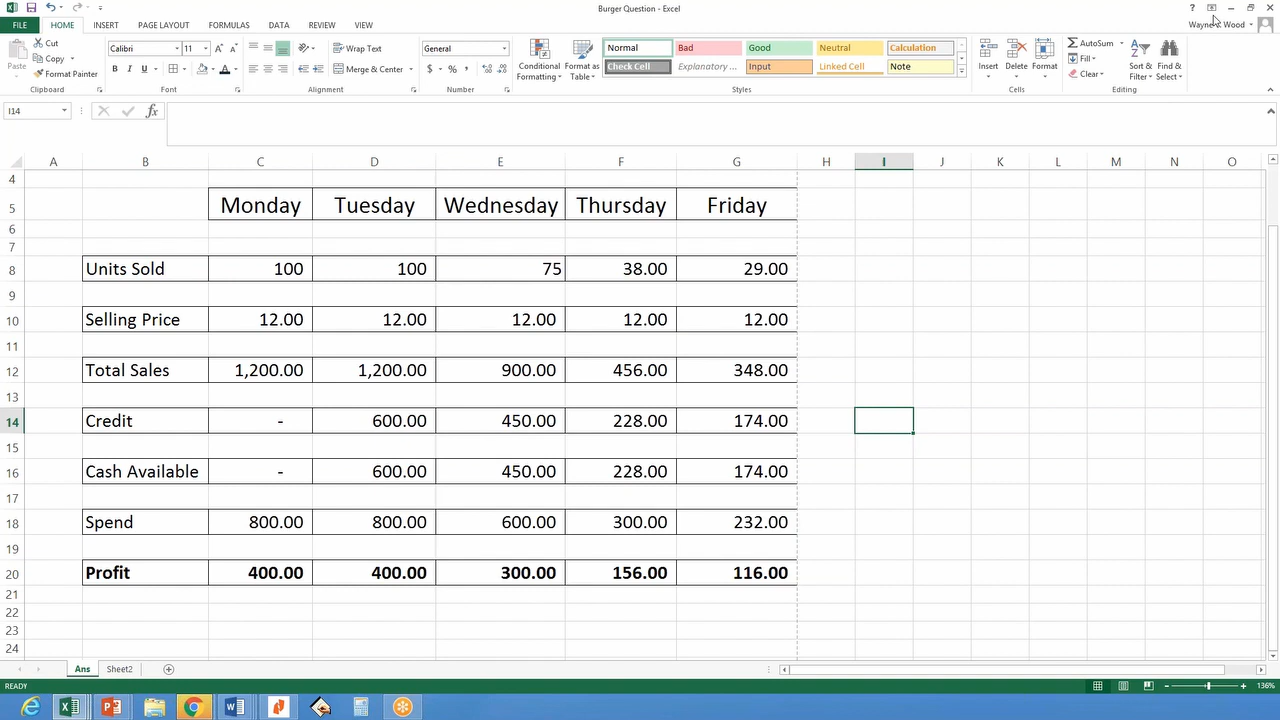 Burger Question - Excel
?
FILE HOME INSERT PAGE LAYOUT FORMULAS DATA REVIEW VIEW
Cut
Copy
Format Painter
Paste
Clipboard
Calibri 11
B I U
Font
Wrap Text
Merge & Center
Alignment
General
$ % ,
Number
Conditional Formatting
Format as Table
Normal Bad Good Neutral Calculation
Check Cell Explanatory ... Input Linked Cell Note
Styles
Insert Delete Format
Cells
AutoSum
Fill
Clear
Sort & Filter
Find & Select
Editing
I14 fx
A B C D E F G H I J K L M N O
4
5 Monday Tuesday Wednesday Thursday Friday
6
7
8 Units Sold 100 100 75 38.00 29.00
9
10 Selling Price 12.00 12.00 12.00 12.00 12.00
11
12 Total Sales 1,200.00 1,200.00 900.00 456.00 348.00
13
14 Credit - 600.00 450.00 228.00 174.00
15
16 Cash Available - 600.00 450.00 228.00 174.00
17
18 Spend 800.00 800.00 600.00 300.00 232.00
19
20 Profit 400.00 400.00 300.00 156.00 116.00
21
22
23
24
Ans Sheet2
READY 136%